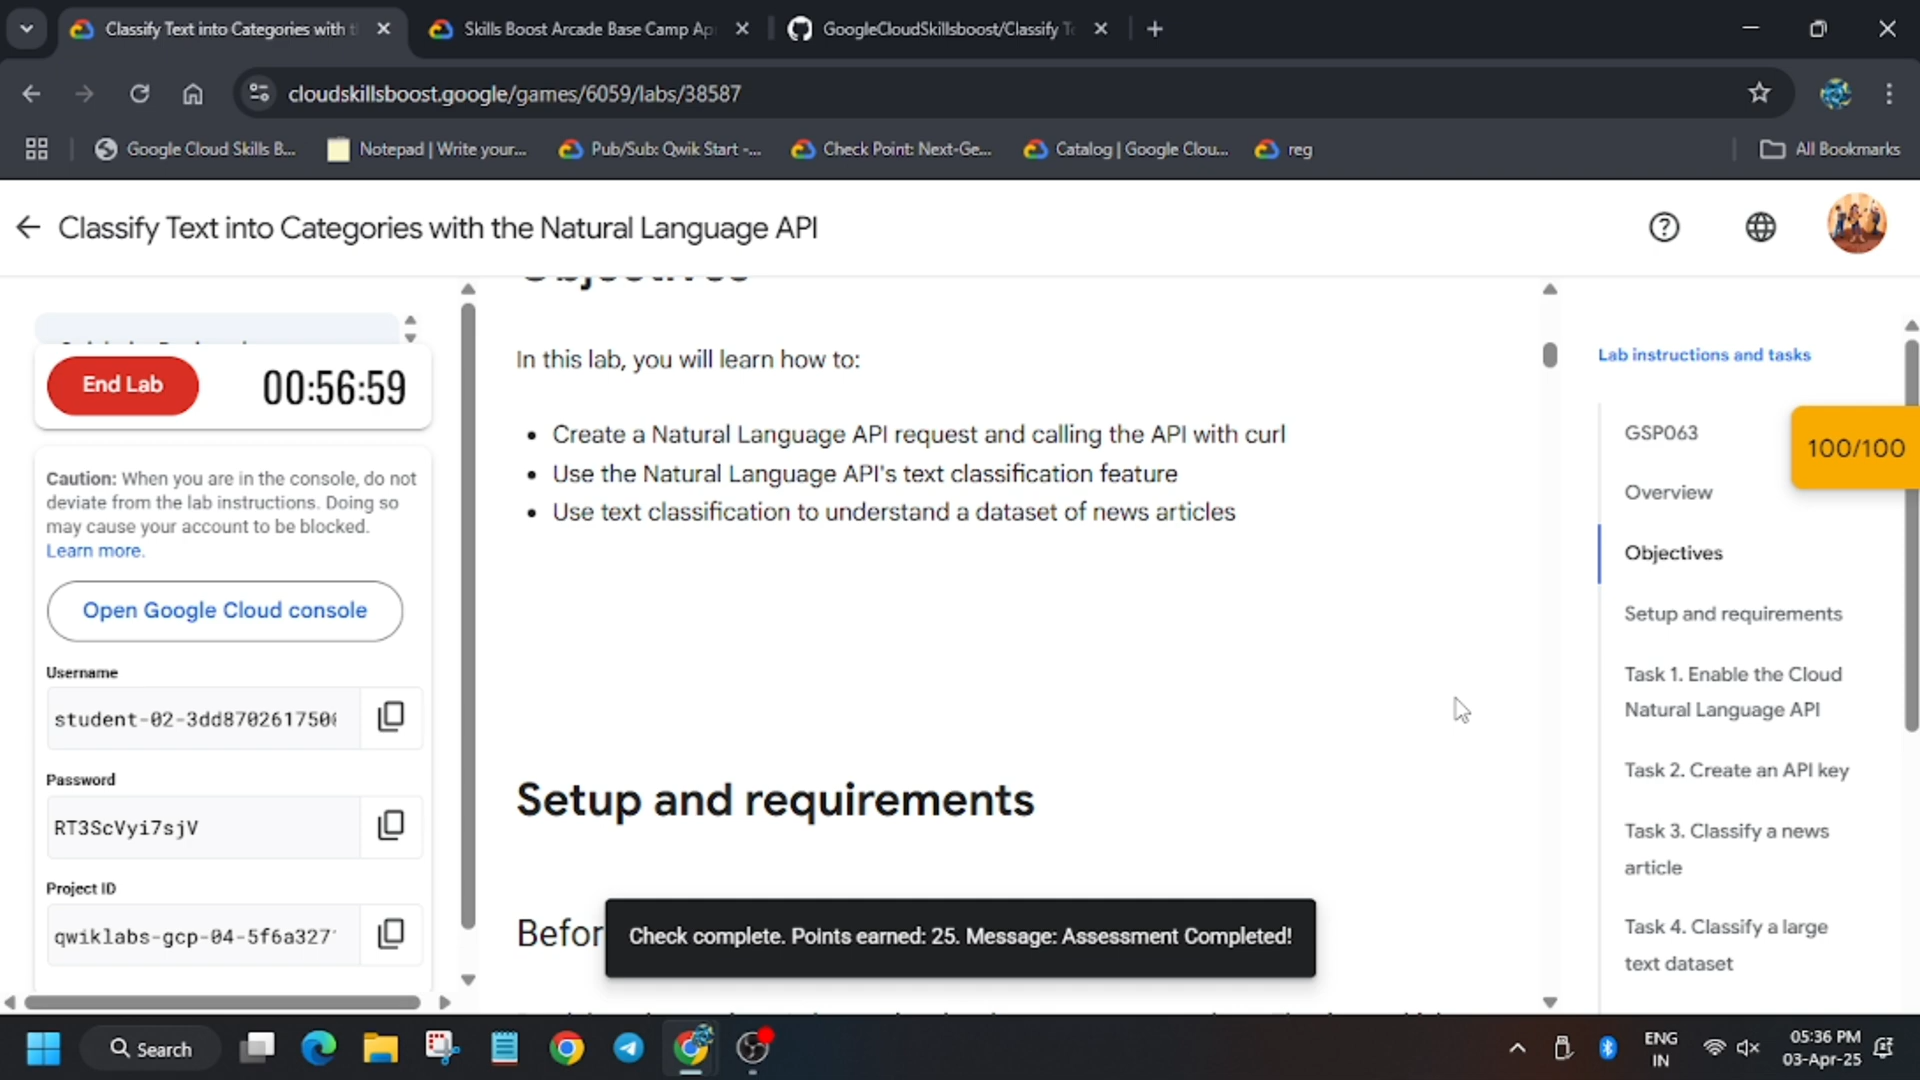 Classify Text into Categories with t
Skills Boost Arcade Base Camp Ap
GoogleCloudSkillsboost/Classify T
cloudskillsboost.google/games/6059/labs/38587
Google Cloud Skills B...
Notepad | Write your...
Pub/Sub: Qwik Start -...
Check Point: Next-Ge...
Catalog | Google Clou...
reg
All Bookmarks
Classify Text into Categories with the Natural Language API
End Lab
00:56:59
Caution: When you are in the console, do not
deviate from the lab instructions. Doing so
may cause your account to be blocked.
Learn more.
Open Google Cloud console
Username
student-02-3dd870261750
Password
RT3ScVyi7sjV
Project ID
qwiklabs-gcp-04-5f6a327
Objectives
In this lab, you will learn how to:
• Create a Natural Language API request and calling the API with curl
• Use the Natural Language API's text classification feature
• Use text classification to understand a dataset of news articles
Setup and requirements
Befor
Check complete. Points earned: 25. Message: Assessment Completed!
Lab instructions and tasks
GSP063
100/100
Overview
Objectives
Setup and requirements
Task 1. Enable the Cloud
Natural Language API
Task 2. Create an API key
Task 3. Classify a news
article
Task 4. Classify a large
text dataset
Search
ENG
IN
05:36 PM
03-Apr-25